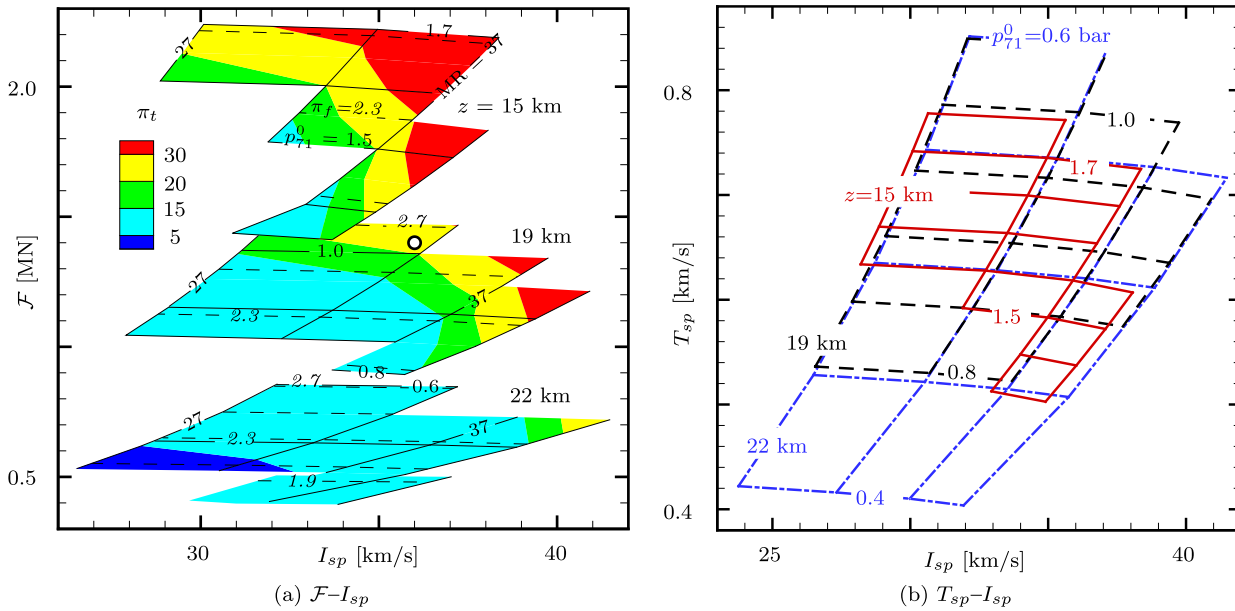 2.0
0.5
F [MN]
π_t
30
20
15
5
27
1.7
MR = 37
z = 15 km
π_f=2.3
p⁰₇₁ = 1.5
2.7
19 km
1.0
27
37
2.3
0.8
2.7
0.6
22 km
27
37
2.3
1.9
30
I_sp [km/s]
40
(a) F–I_sp
0.8
0.4
T_sp [km/s]
p⁰₇₁=0.6 bar
1.0
1.7
z=15 km
1.5
19 km
0.8
22 km
0.4
25
I_sp [km/s]
40
(b) T_sp–I_sp